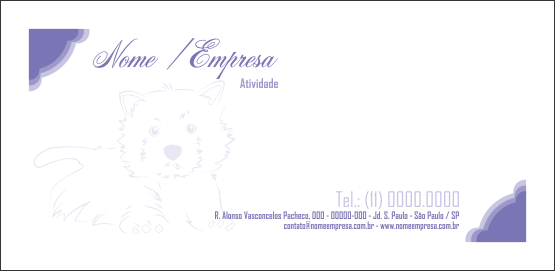 Nome / Empresa
Atividade
Tel.: (11) 0000.0000
R. Alonso Vasconcelos Pacheco, 000 - 00000-000 - Jd. S. Paulo - São Paulo / SP
contato@nomeempresa.com.br - www.nomeempresa.com.br